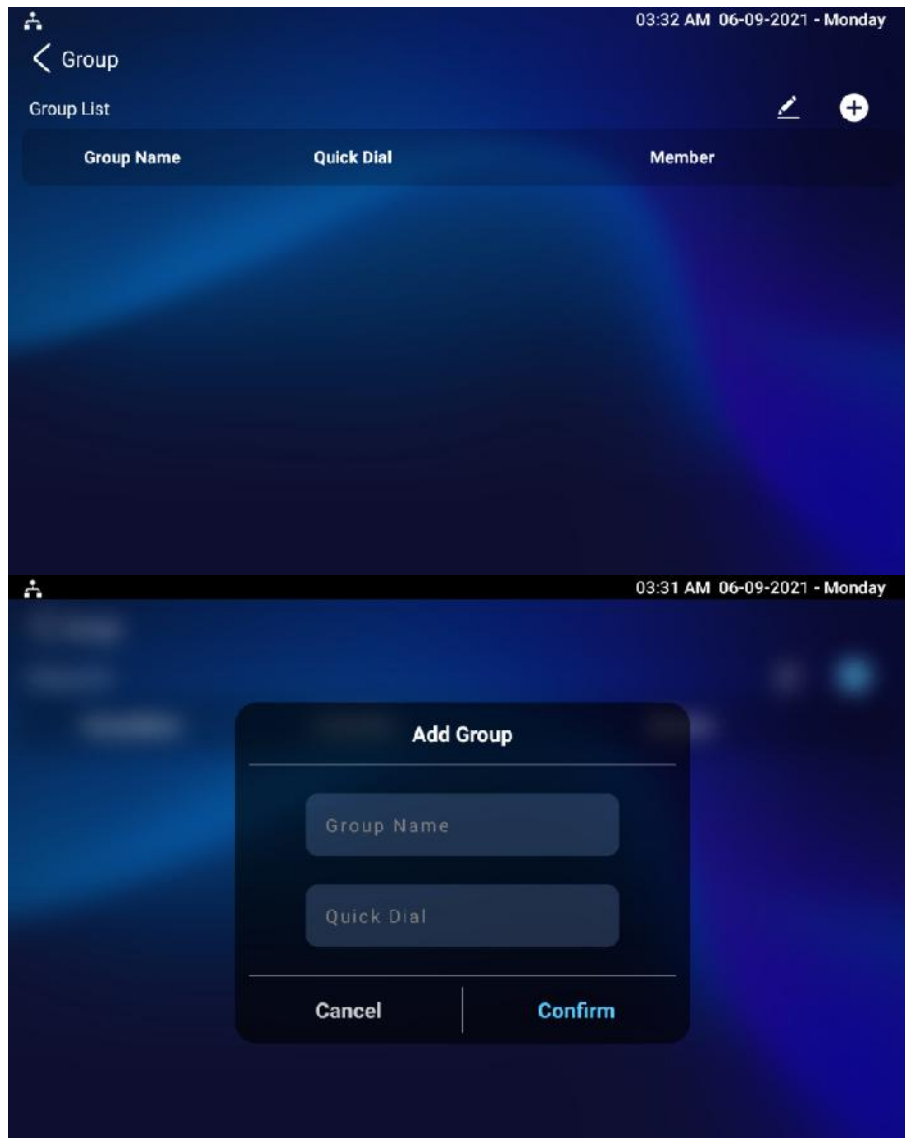 03:32 AM 06-09-2021 - Monday
Group
Group List
Group Name Quick Dial Member
03:31 AM 06-09-2021 - Monday
Add Group
Group Name
Quick Dial
Cancel Confirm